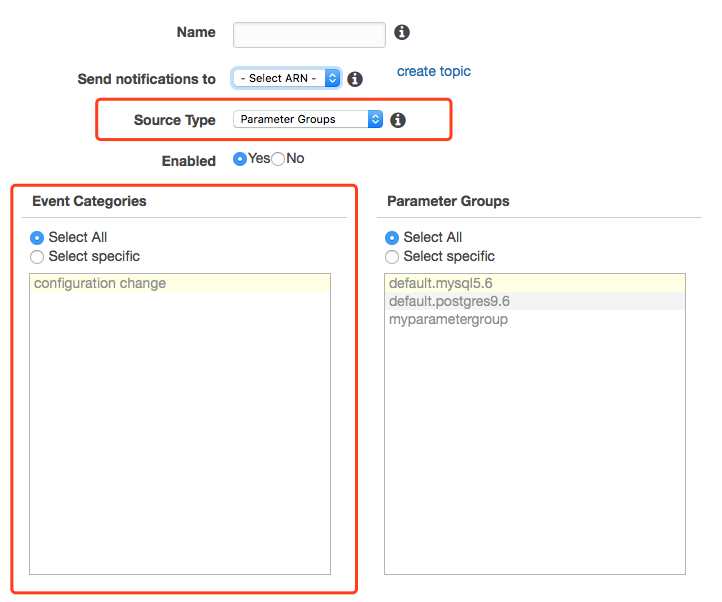 Name
Send notifications to - Select ARN - create topic
Source Type Parameter Groups
Enabled Yes No
Event Categories
Select All
Select specific
configuration change
Parameter Groups
Select All
Select specific
default.mysql5.6
default.postgres9.6
myparametergroup